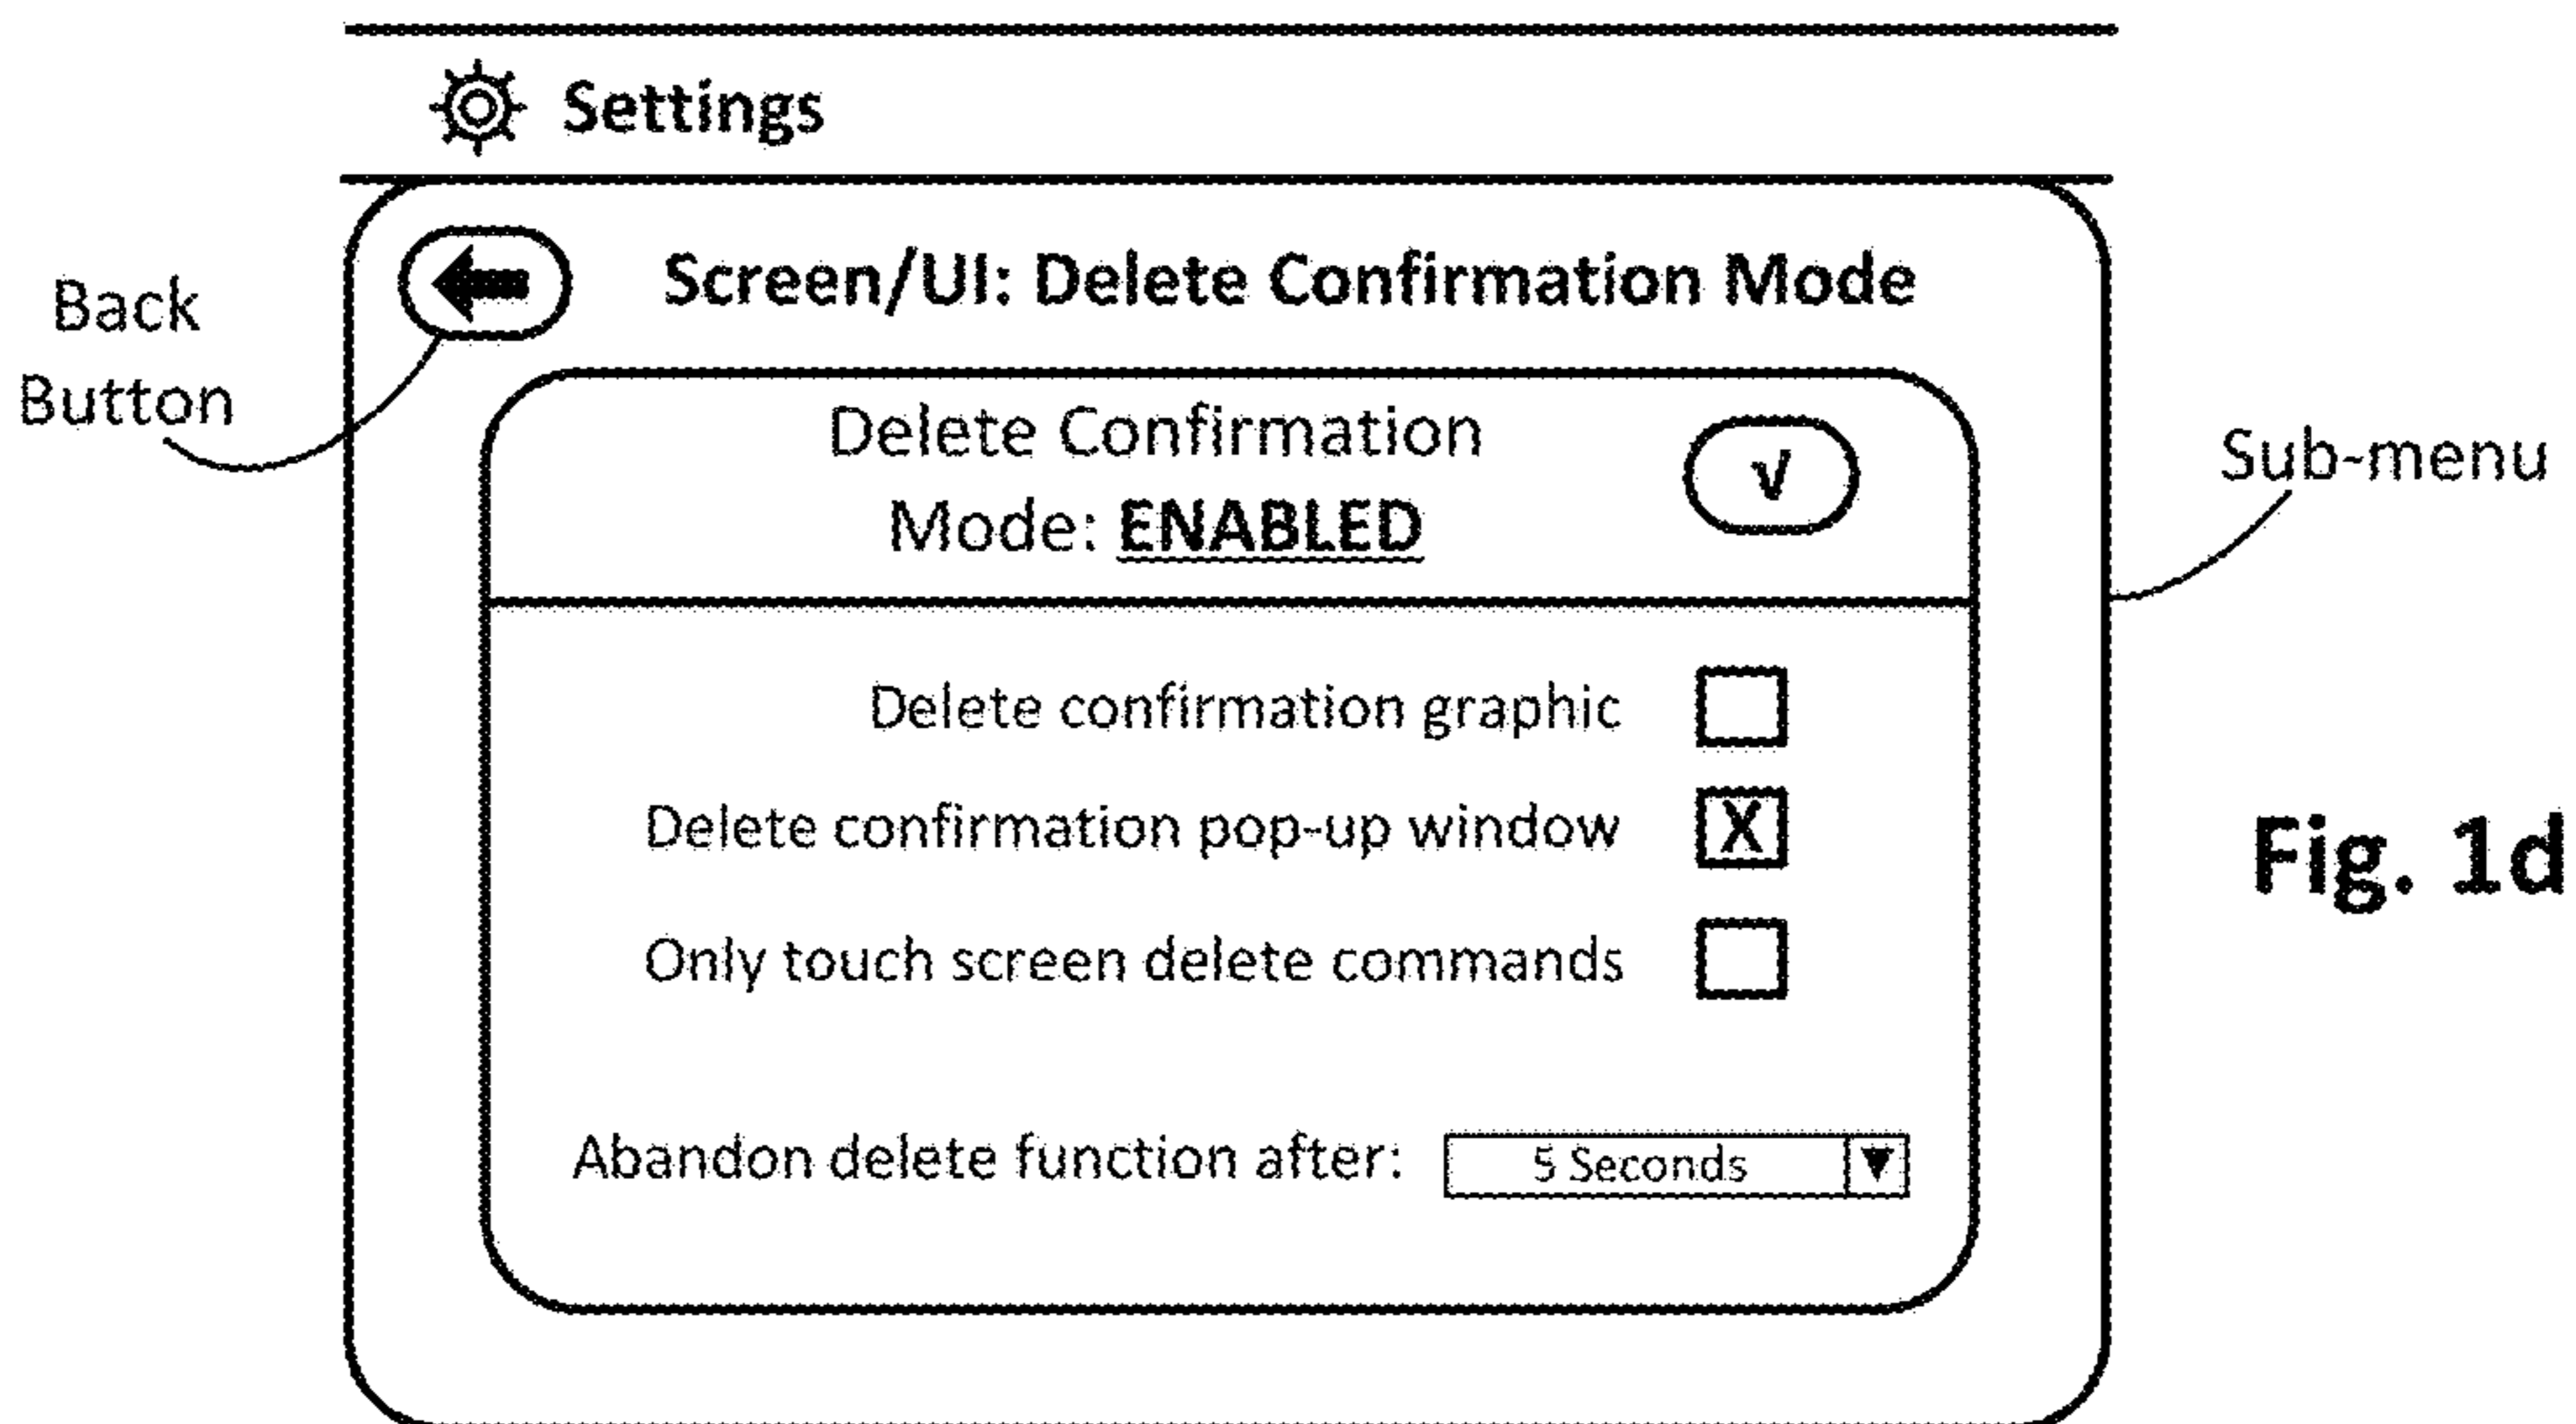 Settings
Back
Button
Screen/UI: Delete Confirmation Mode
Delete Confirmation
Mode: ENABLED
√
Sub-menu
Delete confirmation graphic
Delete confirmation pop-up window X
Only touch screen delete commands
Fig. 1d
Abandon delete function after: 5 Seconds ▼